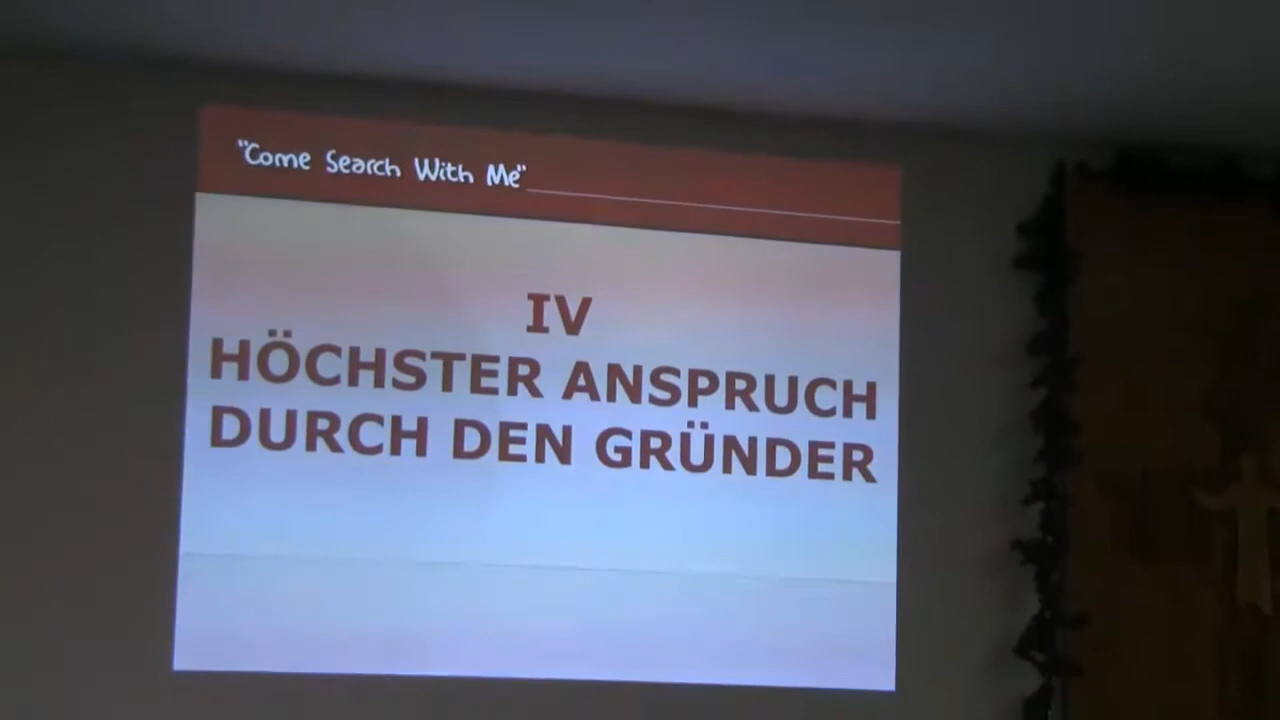 "Come Search With Me"
IV
HÖCHSTER ANSPRUCH
DURCH DEN GRÜNDER